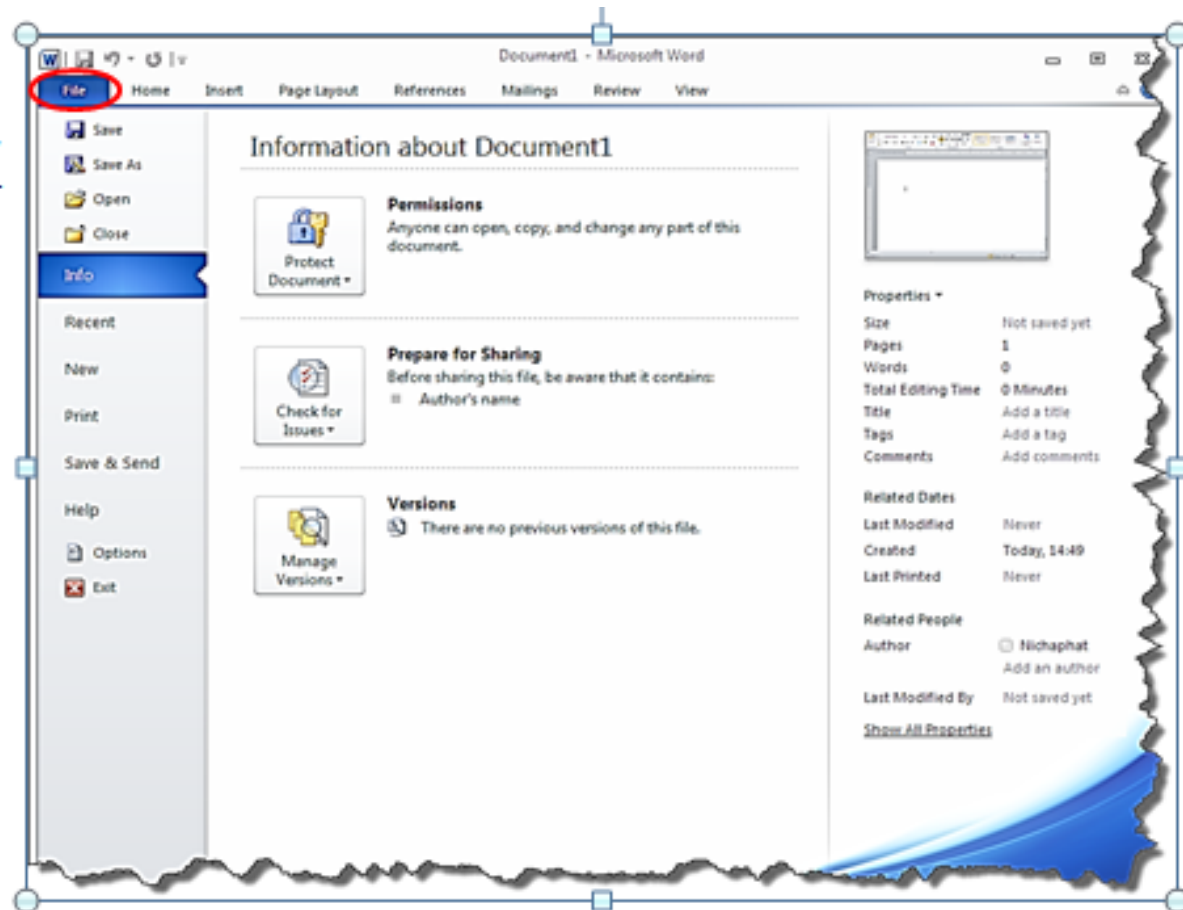 Document1 - Microsoft Word
File Home Insert Page Layout References Mailings Review View
Save
Save As
Open
Close
Info
Recent
New
Print
Save & Send
Help
Options
Exit
Information about Document1
Protect
Document
Permissions
Anyone can open, copy, and change any part of this
document.
Check for
Issues
Prepare for Sharing
Before sharing this file, be aware that it contains:
Author's name
Manage
Versions
Versions
There are no previous versions of this file.
Properties
Size Not saved yet
Pages 1
Words 0
Total Editing Time 0 Minutes
Title Add a title
Tags Add a tag
Comments Add comments
Related Dates
Last Modified Never
Created Today, 14:49
Last Printed Never
Related People
Author Nichaphat
Add an author
Last Modified By Not saved yet
Show All Properties